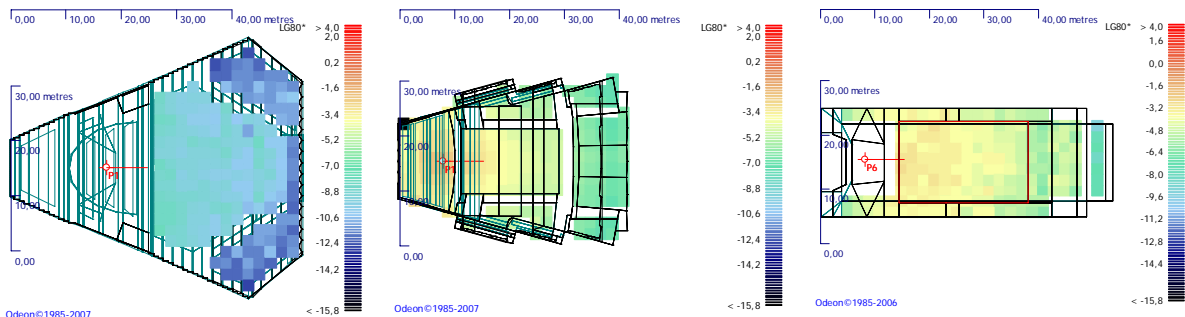 0,00 10,00 20,00 30,00 40,00 metres
LG80* > 4,0
2,0
0,2
-1,6
-3,4
-5,2
-7,0
-8,8
-10,6
-12,4
-14,2
< -15,8
30,00 metres
20,00
10,00
0,00
P1
Odeon©1985-2007
0,00 10,00 20,00 30,00 40,00 metres
LG80* > 4,0
2,0
0,2
-1,6
-3,4
-5,2
-7,0
-8,8
-10,6
-12,4
-14,2
< -15,8
30,00 metres
20,00
10,00
0,00
P1
Odeon©1985-2007
0,00 10,00 20,00 30,00 40,00 metres
LG80* > 4,0
1,6
0,0
-1,6
-3,2
-4,8
-6,4
-8,0
-9,6
-11,2
-12,8
-14,4
< -15,8
30,00 metres
20,00
10,00
0,00
P6
Odeon©1985-2006